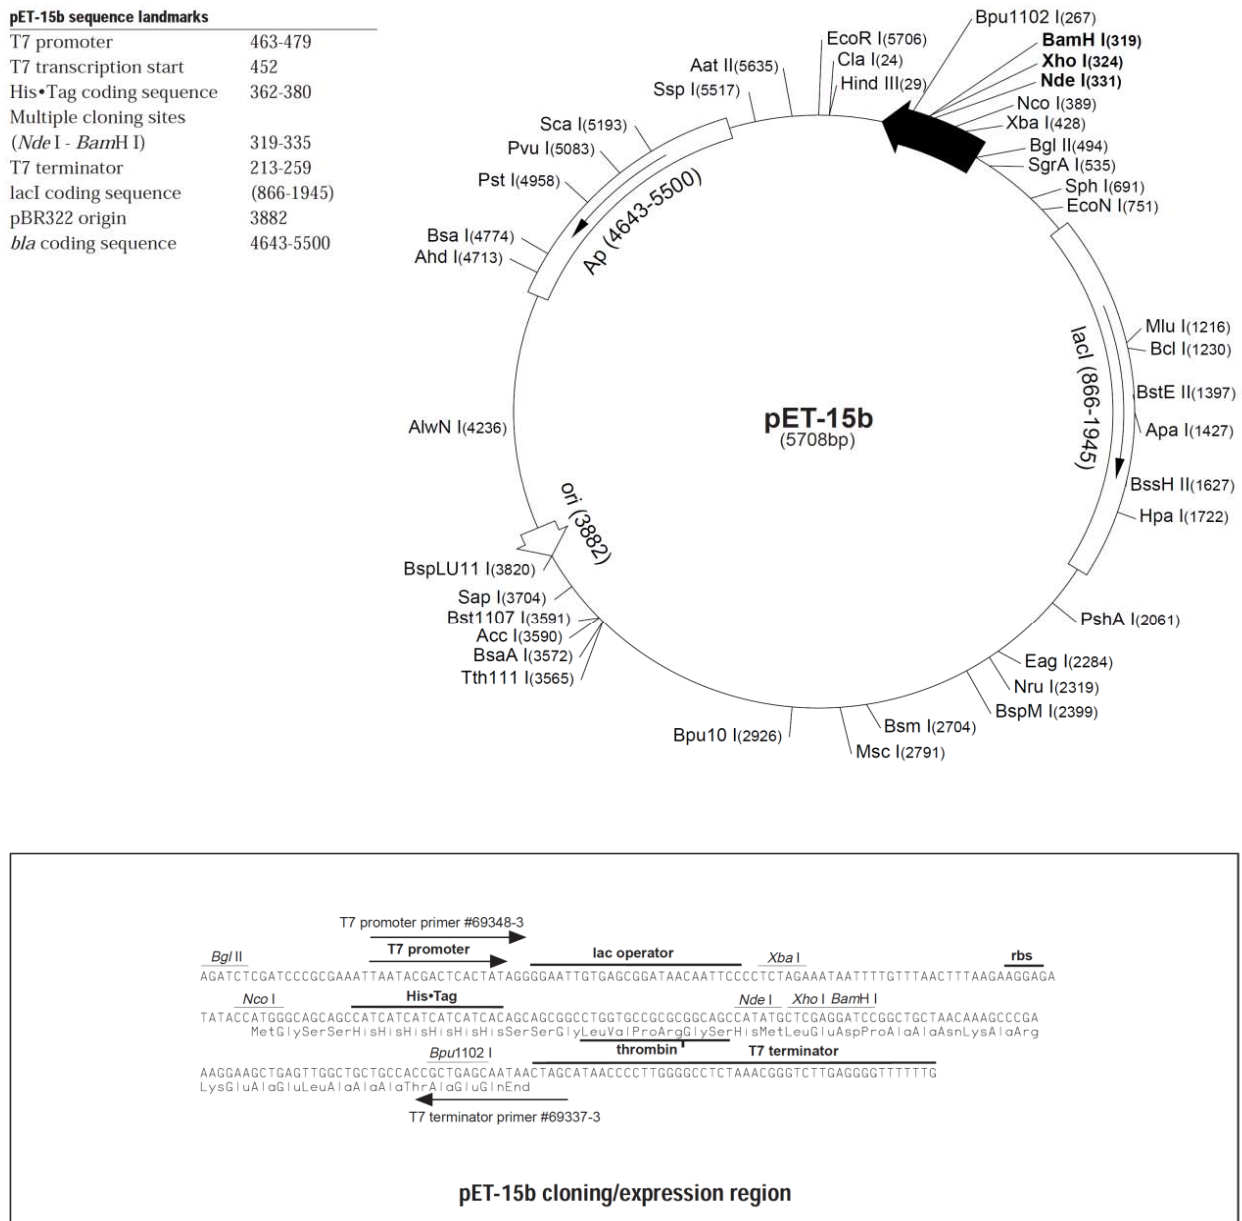 pET-15b sequence landmarks
T7 promoter 463-479
T7 transcription start 452
His•Tag coding sequence 362-380
Multiple cloning sites
(Nde I - BamH I) 319-335
T7 terminator 213-259
lacI coding sequence (866-1945)
pBR322 origin 3882
bla coding sequence 4643-5500
Bpu1102 I(267)
BamH I(319)
Xho I(324)
Nde I(331)
Nco I(389)
Xba I(428)
Bgl II(494)
SgrA I(535)
Sph I(691)
EcoN I(751)
EcoR I(5706)
Cla I(24)
Hind III(29)
Aat II(5635)
Ssp I(5517)
Sca I(5193)
Pvu I(5083)
Pst I(4958)
Bsa I(4774)
Ahd I(4713)
Ap (4643-5500)
Mlu I(1216)
Bcl I(1230)
BstE II(1397)
Apa I(1427)
BssH II(1627)
Hpa I(1722)
lacI (866-1945)
pET-15b
(5708bp)
AlwN I(4236)
ori (3882)
BspLU11 I(3820)
Sap I(3704)
Bst1107 I(3591)
Acc I(3590)
BsaA I(3572)
Tth111 I(3565)
PshA I(2061)
Eag I(2284)
Nru I(2319)
BspM I(2399)
Bsm I(2704)
Msc I(2791)
Bpu10 I(2926)
T7 promoter primer #69348-3
Bgl II T7 promoter lac operator Xba I rbs
AGATCTCGATCCCGCGAAATTAATACGACTCACTATAGGGGAATTGTGAGCGGATAACAATTCCCCTCTAGAAATAATTTTGTTTAACTTTAAGAAGGAGA
Nco I His•Tag Nde I Xho I BamH I
TATACCATGGGCAGCAGCCATCATCATCATCATCACAGCAGCGGCCTGGTGCCGCGCGGCAGCCATATGCTCGAGGATCCGGCTGCTAACAAAGCCCGA
MetGlySerSerHisHisHisHisHisHisSerSerGlyLeuValProArgGlySerHisMetLeuGluAspProAlaAlaAsnLysAlaArg
Bpu1102 I thrombin T7 terminator
AAGGAAGCTGAGTTGGCTGCTGCCACCGCTGAGCAATAACTAGCATAACCCCTTGGGGCCTCTAAACGGGTCTTGAGGGGTTTTTTG
LysGluAlaGluLeuAlaAlaAlaThrAlaGluGlnEnd
T7 terminator primer #69337-3
pET-15b cloning/expression region